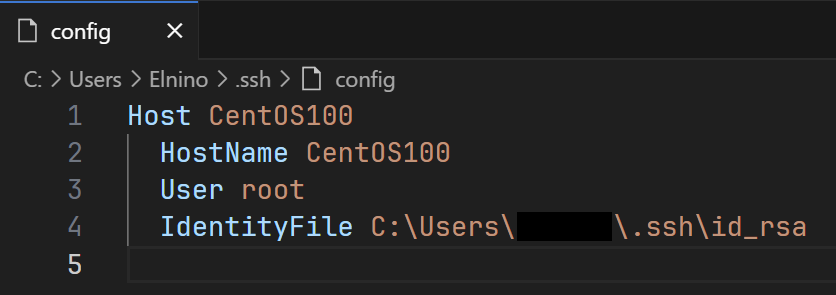 config
C: > Users > Elnino > .ssh > config
1 Host CentOS100
2 HostName CentOS100
3 User root
4 IdentityFile C:\Users\ \.ssh\id_rsa
5